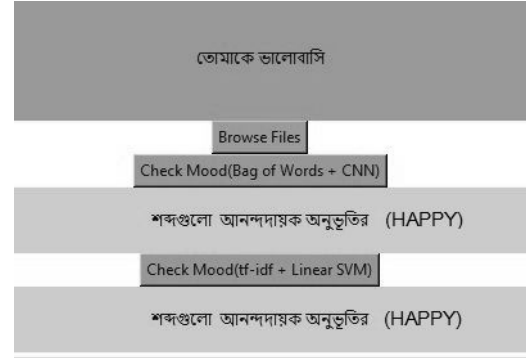 তোমাকে ভালোবাসি
Browse Files
Check Mood(Bag of Words + CNN)
শব্দগুলো আনন্দদায়ক অনুভূতির (HAPPY)
Check Mood(tf-idf + Linear SVM)
শব্দগুলো আনন্দদায়ক অনুভূতির (HAPPY)